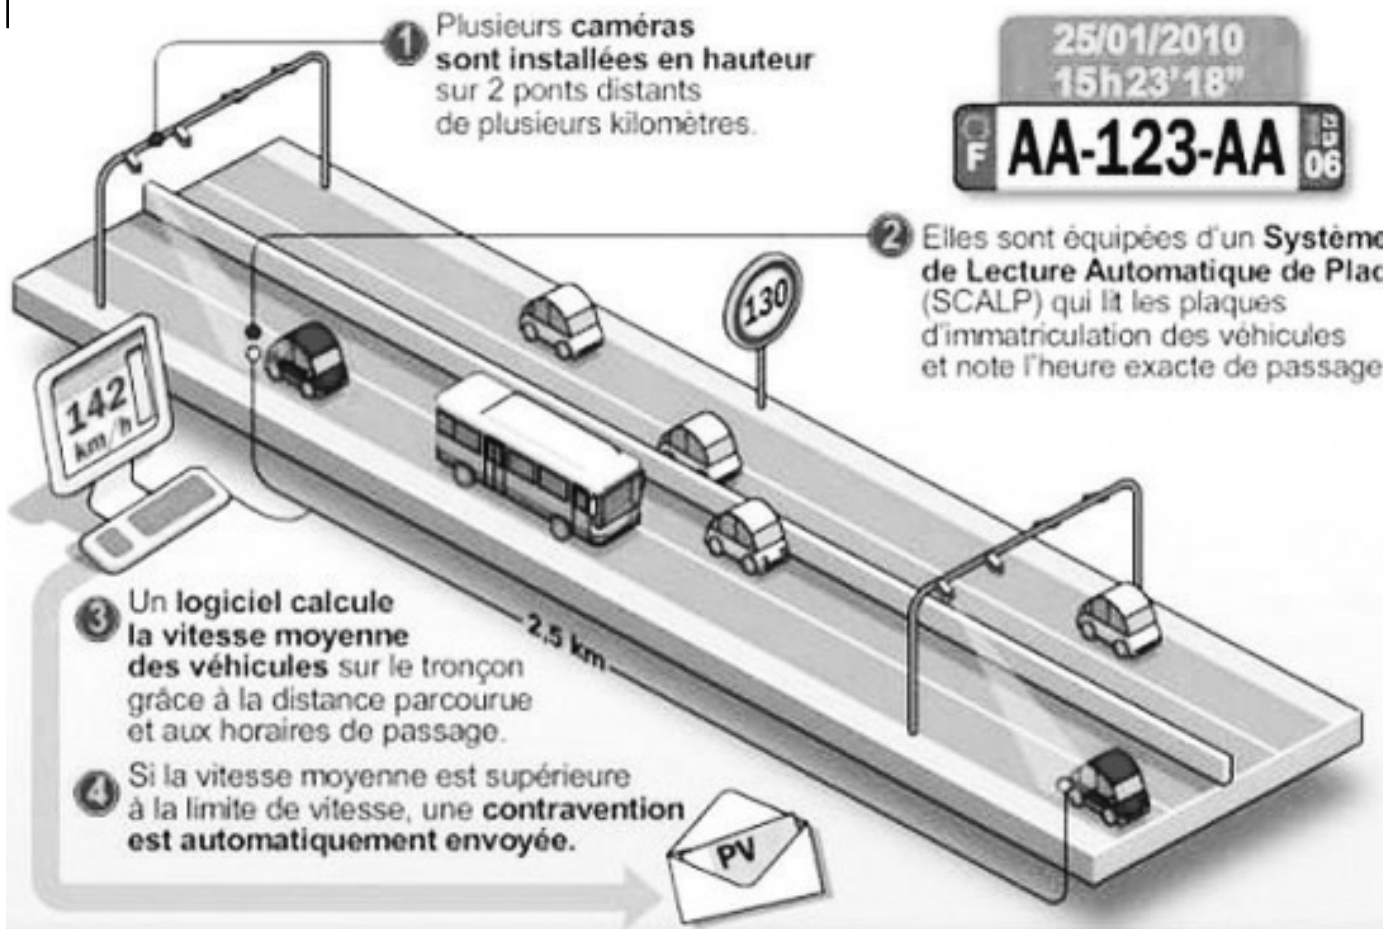 1 Plusieurs caméras
sont installées en hauteur
sur 2 ponts distants
de plusieurs kilomètres.
25/01/2010
15h23'18"
F AA-123-AA 06
2 Elles sont équipées d'un Système
de Lecture Automatique de Plac
(SCALP) qui lit les plaques
d'immatriculation des véhicules
et note l'heure exacte de passage
130
142
km/h
2,5 km
3 Un logiciel calcule
la vitesse moyenne
des véhicules sur le tronçon
grâce à la distance parcourue
et aux horaires de passage.
4 Si la vitesse moyenne est supérieure
à la limite de vitesse, une contravention
est automatiquement envoyée.
PV